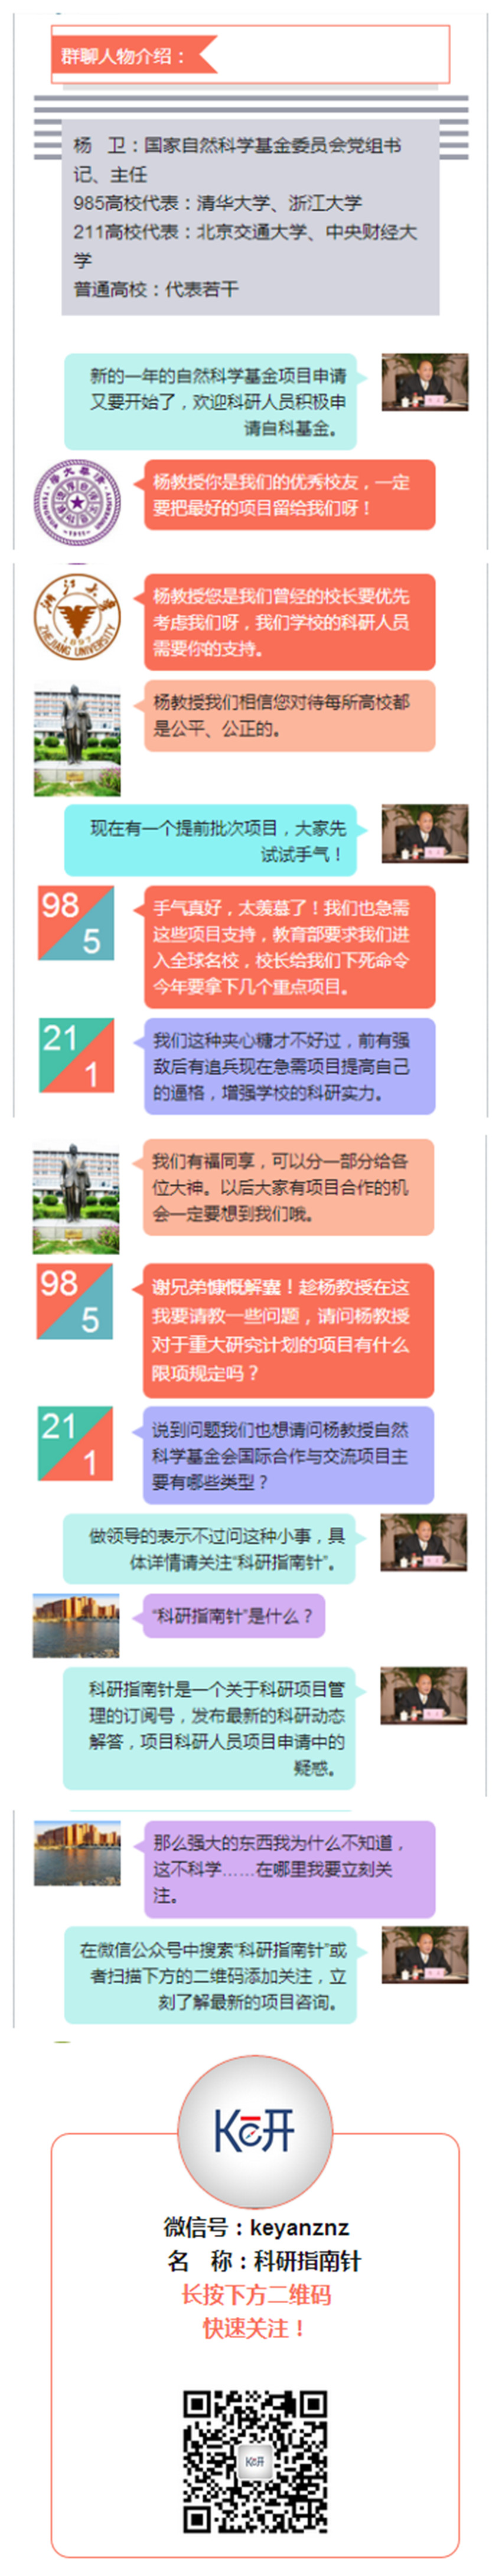 群聊人物介绍：
杨 卫：国家自然科学基金委员会党组书
记、主任
985高校代表：清华大学、浙江大学
211高校代表：北京交通大学、中央财经大
学
普通高校：代表若干
新的一年的自然科学基金项目申请
又要开始了，欢迎科研人员积极申
请自科基金。
杨教授你是我们的优秀校友，一定
要把最好的项目留给我们呀！
杨教授您是我们曾经的校长要优先
考虑我们呀，我们学校的科研人员
需要你的支持。
ZHEJIANG UNIVERSITY
1897
杨教授我们相信您对待每所高校都
是公平、公正的。
现在有一个提前批次项目，大家先
试试手气！
98
5
手气真好，太羡慕了！我们也急需
这些项目支持，教育部要求我们进
入全球名校，校长给我们下死命令
今年要拿下几个重点项目。
21
1
我们这种夹心糖才不好过，前有强
敌后有追兵现在急需项目提高自己
的逼格，增强学校的科研实力。
我们有福同享，可以分一部分给各
位大神。以后大家有项目合作的机
会一定要想到我们哦。
98
5
谢兄弟慷慨解囊！趁杨教授在这
我要请教一些问题，请问杨教授
对于重大研究计划的项目有什么
限项规定吗？
21
1
说到问题我们也想请问杨教授自然
科学基金会国际合作与交流项目主
要有哪些类型？
做领导的表示不过问这种小事，具
体详情请关注“科研指南针”。
“科研指南针”是什么？
科研指南针是一个关于科研项目管
理的订阅号，发布最新的科研动态
解答，项目科研人员项目申请中的
疑惑。
那么强大的东西我为什么不知道，
这不科学……在哪里我要立刻关
注。
在微信公众号中搜索“科研指南针”或
者扫描下方的二维码添加关注，立
刻了解最新的项目咨询。
微信号：keyanznz
名 称：科研指南针
长按下方二维码
快速关注！